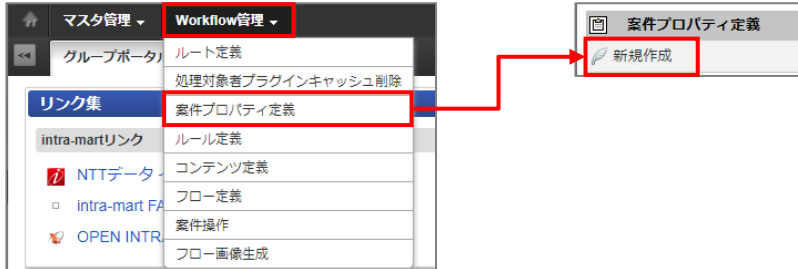 マスタ管理
Workflow管理
グループポータ
リンク集
intra-martリンク
NTTデータ イ
intra-mart FA
OPEN INTR
ルート定義
処理対象者プラグインキャッシュ削除
案件プロパティ定義
ルール定義
コンテンツ定義
フロー定義
案件操作
フロー画像生成
案件プロパティ定義
新規作成